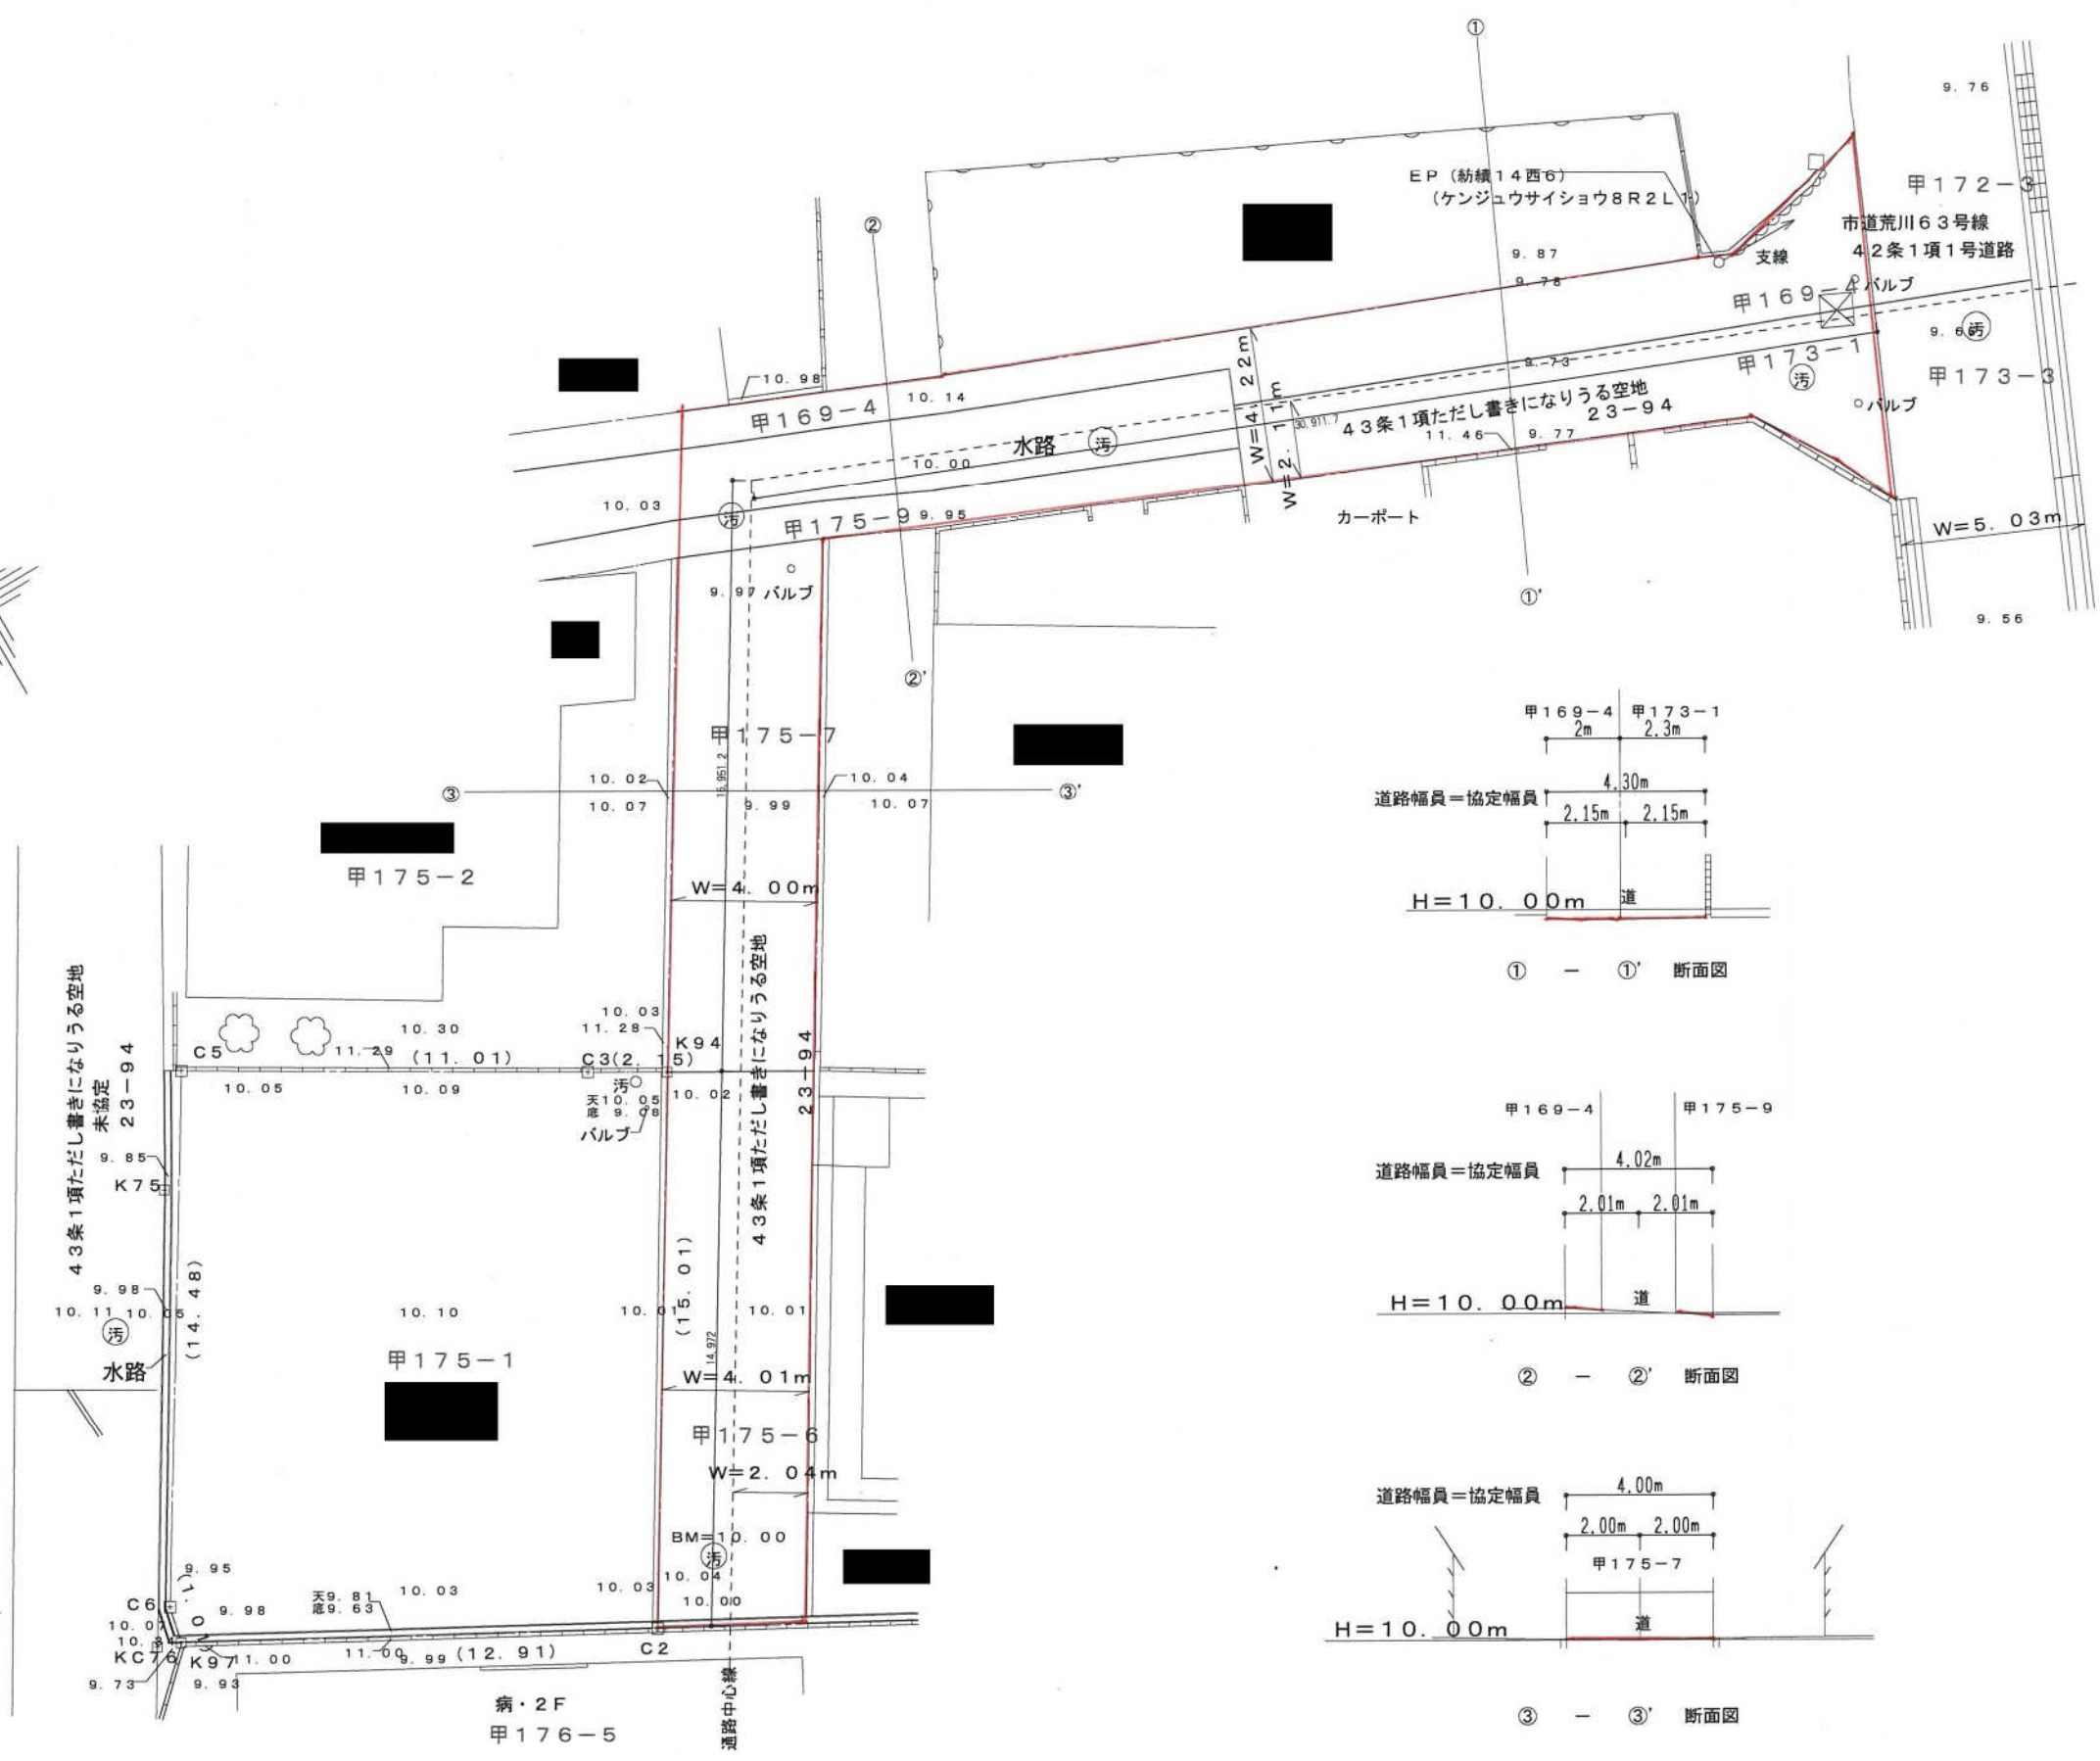 ①
9.76
EP（紡績14西6）
（ケンジュウサイショウ8R2L1）
甲172-3
②
市道荒川63号線
42条1項1号道路
9.87
支線
9.78
バルブ
甲169-4
9.66
汚
10.98
W=4.22m
9.73
甲173-1
汚
甲173-3
甲169-4
10.14
W=2.11m
43条1項ただし書きになりうる空地
23-94
バルブ
30,911.7
11.46
9.77
水路
汚
10.00
10.03
汚
甲175-9
9.95
カーポート
W=5.03m
9.97
バルブ
①'
9.56
②'
甲175-7
15,951.2
10.02
10.04
③
③'
10.07
9.99
10.07
甲175-2
W=4.00m
43条1項ただし書きになりうる空地
23-94
10.03
11.28
K94
10.30
C5
11.29
(11.01)
C3
(2.15)
10.05
10.09
汚
天10.05
底 9.08
10.02
バルブ
43条1項ただし書きになりうる空地
未協定
23-94
9.85
K75
9.98
10.11
10.05
汚
水路
(14.48)
10.10
10.01
(15.01)
10.01
甲175-1
14,972
W=4.01m
甲175-6
W=2.04m
BM=10.00
汚
10.04
9.95
10.03
天9.81
底9.63
10.03
10.00
C6
9.98
10.07
KC76
K97
11.00
11.00
9.99
(12.91)
C2
9.73
9.93
病・2F
甲176-5
通路中心線
甲169-4
甲173-1
2m
2.3m
4.30m
道路幅員=協定幅員
2.15m
2.15m
H=10.00m
道
① － ①' 断面図
甲169-4
甲175-9
4.02m
道路幅員=協定幅員
2.01m
2.01m
H=10.00m
道
② － ②' 断面図
4.00m
道路幅員=協定幅員
2.00m
2.00m
甲175-7
H=10.00m
道
③ － ③' 断面図